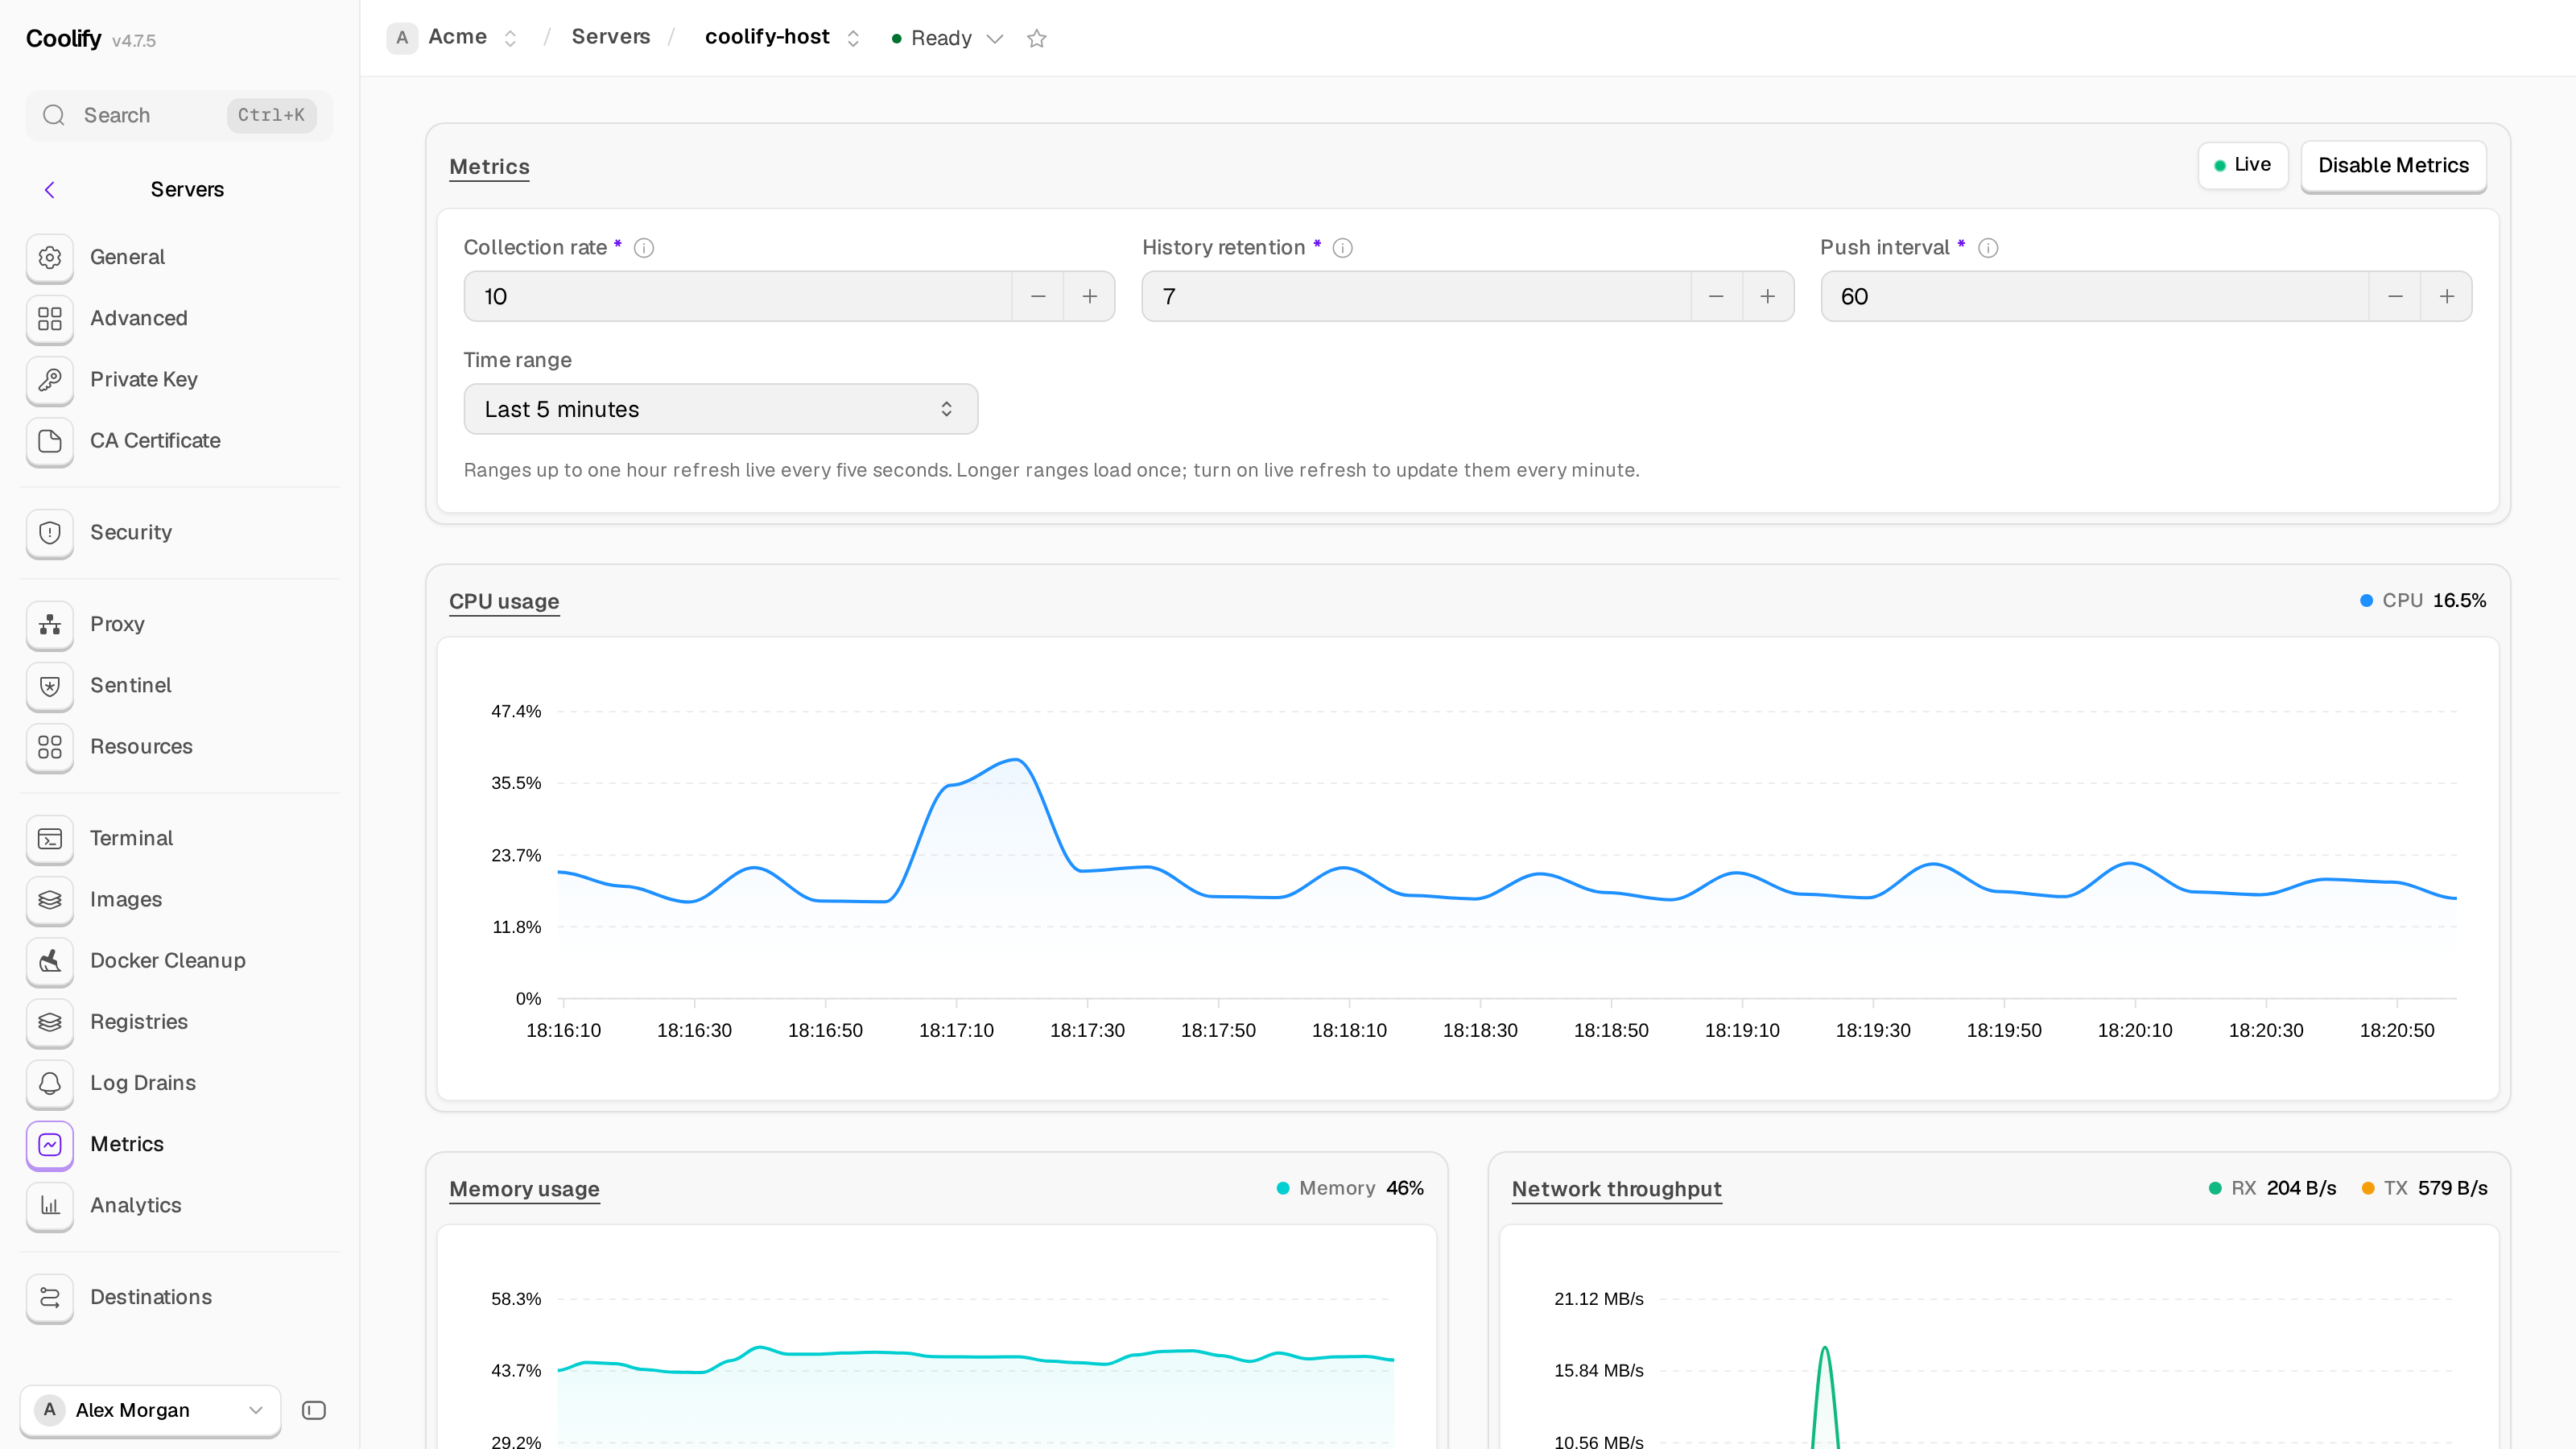 Coolify v4.7.5
Search Ctrl+K
Servers
General
Advanced
Private Key
CA Certificate
Security
Proxy
Sentinel
Resources
Terminal
Images
Docker Cleanup
Registries
Log Drains
Metrics
Analytics
Destinations
A Alex Morgan
A Acme / Servers / coolify-host Ready
Metrics Live Disable Metrics
Collection rate * History retention * Push interval *
10 7 60
Time range
Last 5 minutes
Ranges up to one hour refresh live every five seconds. Longer ranges load once; turn on live refresh to update them every minute.
CPU usage CPU 16.5%
47.4%
35.5%
23.7%
11.8%
0%
18:16:10 18:16:30 18:16:50 18:17:10 18:17:30 18:17:50 18:18:10 18:18:30 18:18:50 18:19:10 18:19:30 18:19:50 18:20:10 18:20:30 18:20:50
Memory usage Memory 46%
58.3%
43.7%
29.2%
Network throughput RX 204 B/s TX 579 B/s
21.12 MB/s
15.84 MB/s
10.56 MB/s